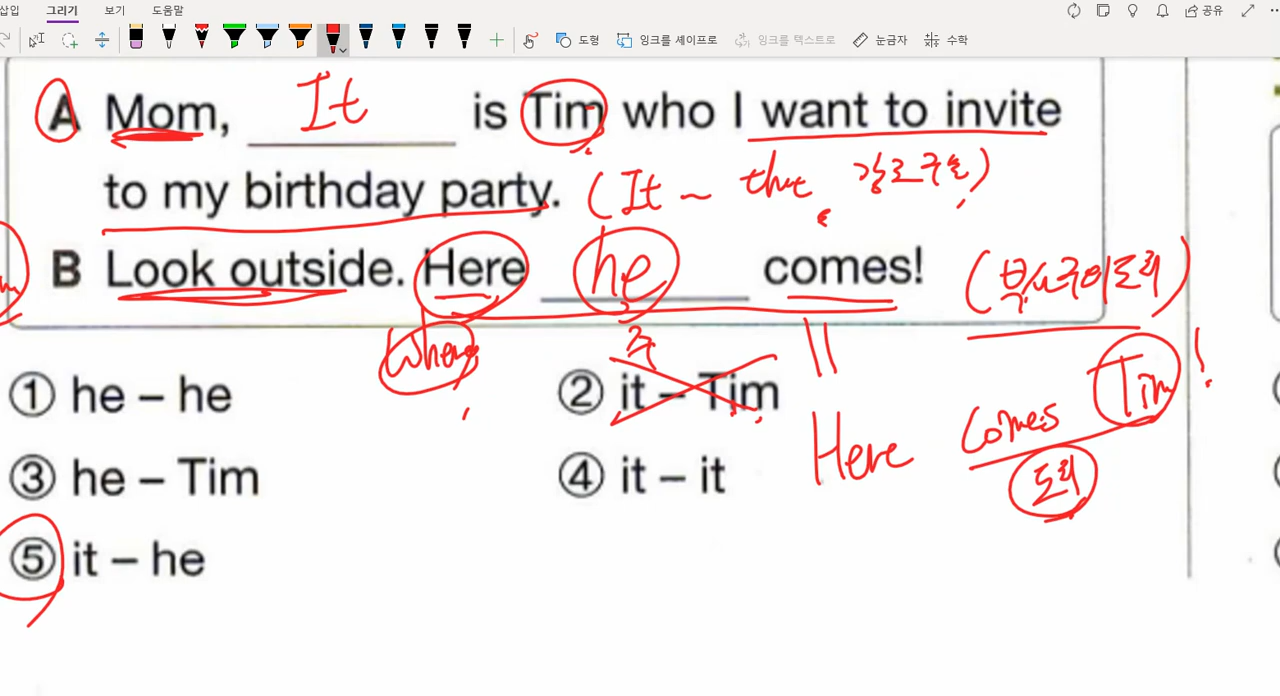 삽입 그리기 보기 도움말 공유
도형 잉크를 셰이프로 잉크를 텍스트로 눈금자 수학
A Mom, It is Tim who I want to invite
to my birthday party. (It ~ that 강조구문)
B Look outside. Here he comes! (부사구의도치)
주
① he – he ② it – Tim Tim!
Here comes
③ he – Tim ④ it – it 도치
⑤ it – he